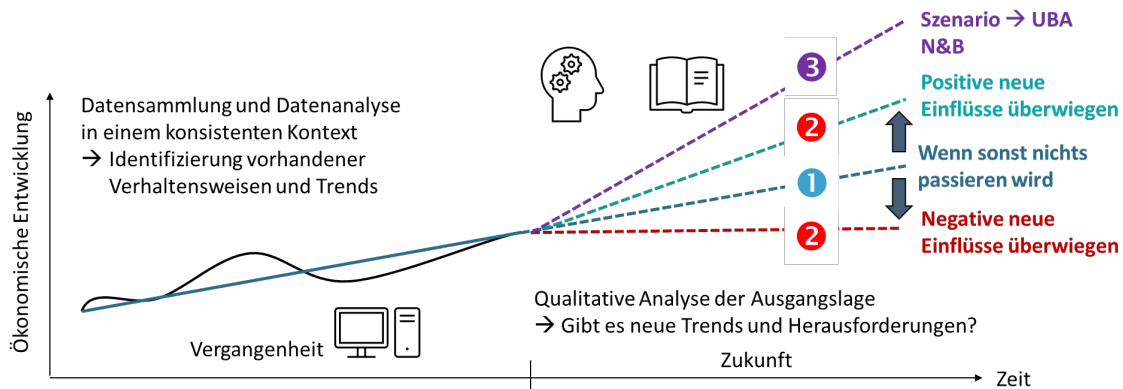 Szenario → UBA
N&B
Positive neue
Einflüsse überwiegen
Wenn sonst nichts
passieren wird
Negative neue
Einflüsse überwiegen
3
2
1
2
Datensammlung und Datenanalyse
in einem konsistenten Kontext
→ Identifizierung vorhandener
Verhaltensweisen und Trends
Ökonomische Entwicklung
Vergangenheit
Qualitative Analyse der Ausgangslage
→ Gibt es neue Trends und Herausforderungen?
Zukunft
Zeit